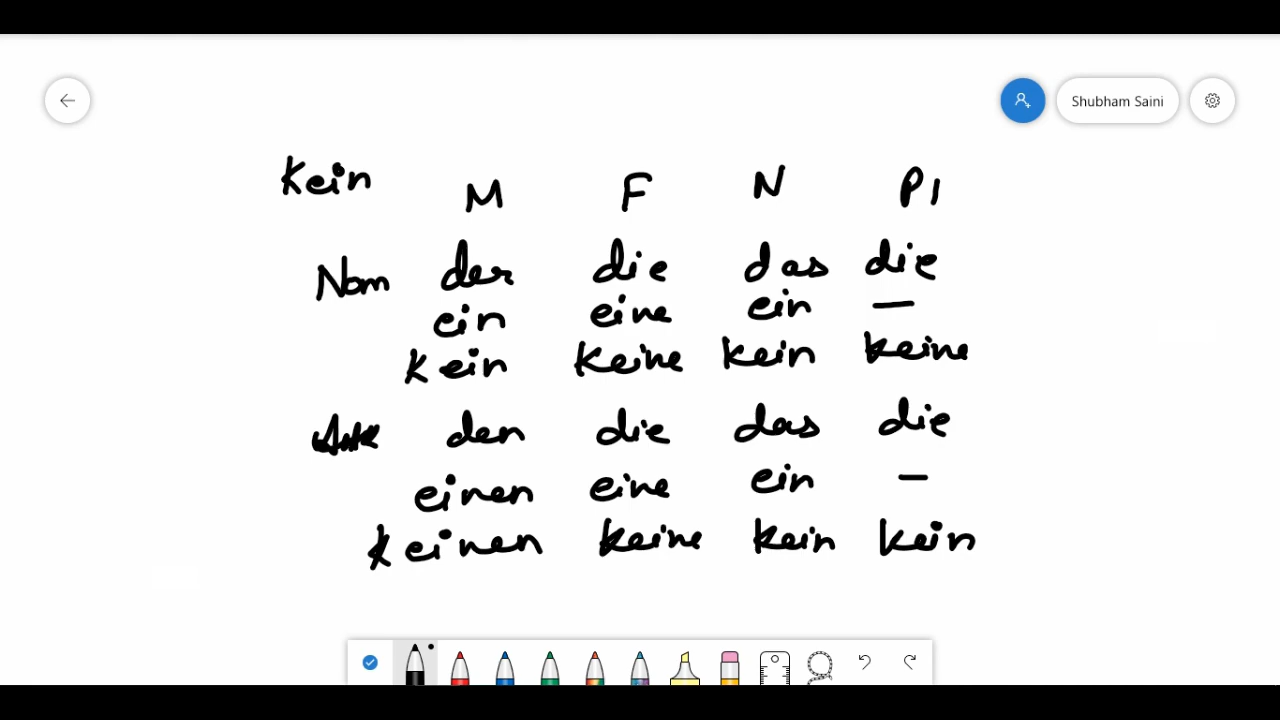 Shubham Saini
Kein M F N Pl
Nom der die das die
ein eine ein —
kein keine kein keine
Akk den die das die
einen eine ein —
keinen keine kein kein